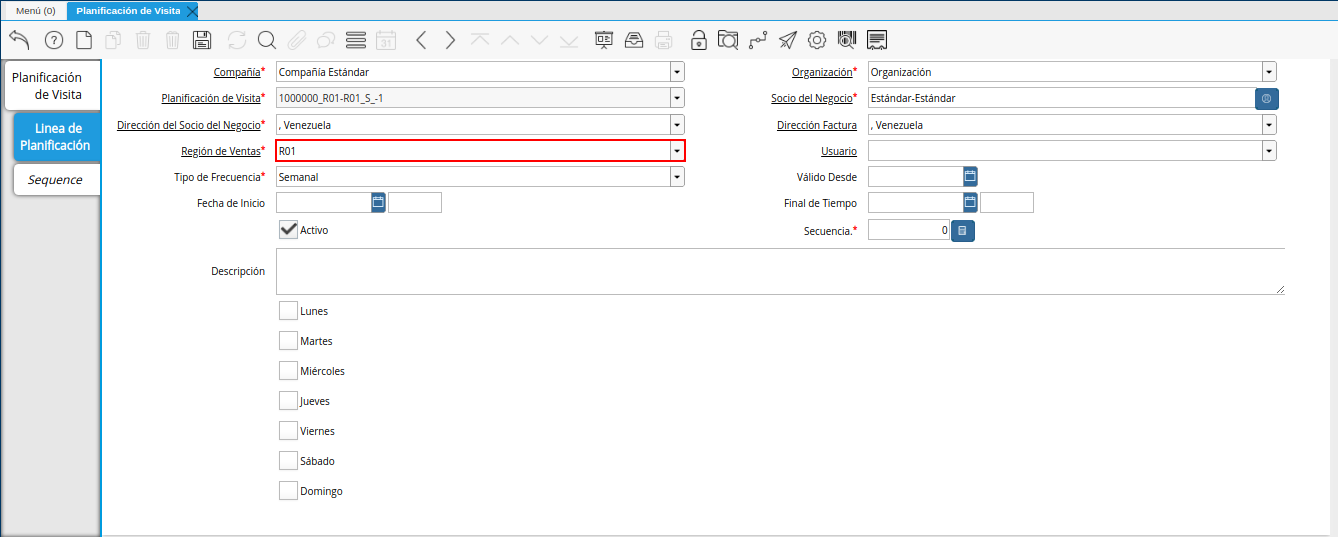 Menú (0)
Planificación de Visita
31
Planificación de Visita
Linea de Planificación
Sequence
Compañía* Compañía Estándar
Organización* Organización
Planificación de Visita* 1000000_R01-R01_S_-1
Socio del Negocio* Estándar-Estándar
Dirección del Socio del Negocio* , Venezuela
Dirección Factura , Venezuela
Región de Ventas* R01
Usuario
Tipo de Frecuencia* Semanal
Válido Desde
Fecha de Inicio
Final de Tiempo
Activo
Secuencia.* 0
Descripción
Lunes
Martes
Miércoles
Jueves
Viernes
Sábado
Domingo